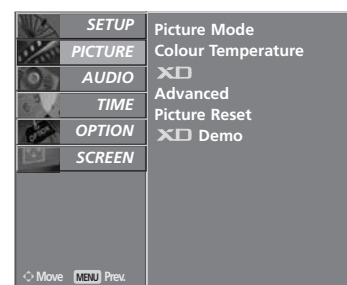 SETUP
PICTURE
AUDIO
TIME
OPTION
SCREEN
Move MENU Prev.
Picture Mode
Colour Temperature
XD
Advanced
Picture Reset
XD Demo